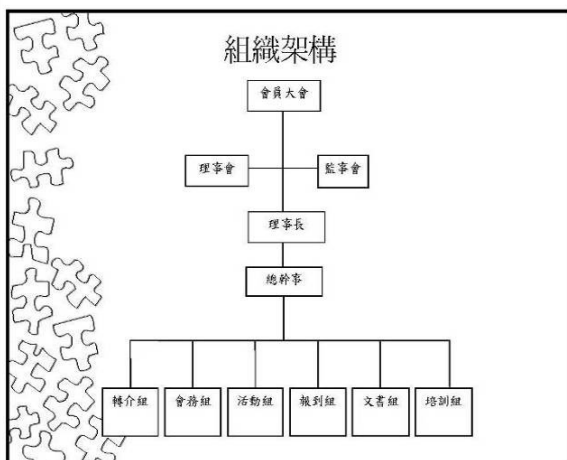 組織架構
會員大會
理事會
監事會
理事長
總幹事
轉介組
會務組
活動組
報到組
文書組
培訓組